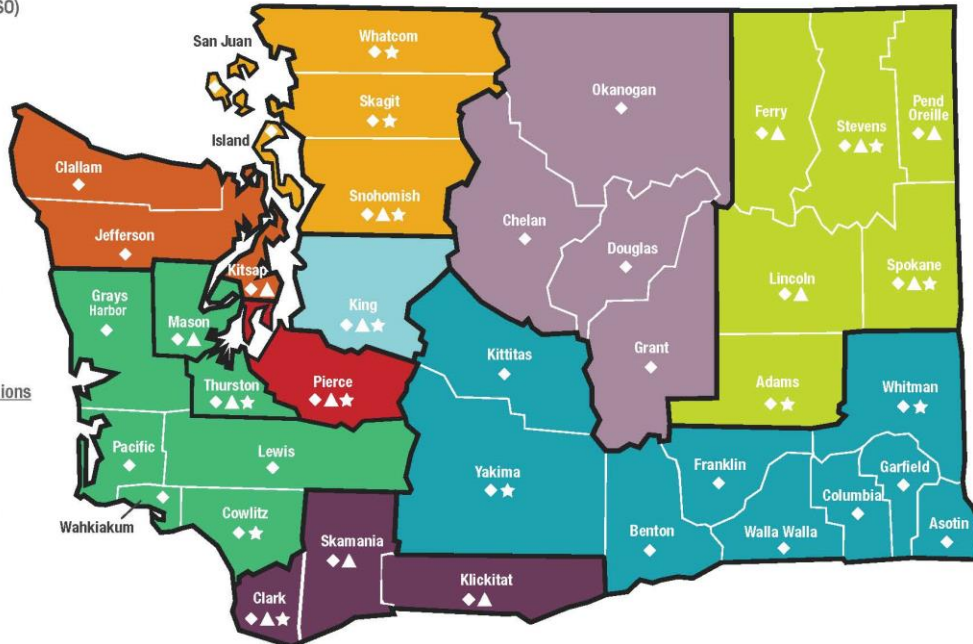 SO)
San Juan
Whatcom
Skagit
Island
Snohomish
Okanogan
Ferry
Stevens
Pend
Oreille
Clallam
Jefferson
Chelan
Douglas
Kitsap
King
Lincoln
Spokane
Grays
Harbor
Mason
Kittitas
Grant
ions
Thurston
Pierce
Adams
Whitman
Pacific
Lewis
Yakima
Franklin
Garfield
Columbia
Wahkiakum
Cowlitz
Skamania
Benton
Walla Walla
Asotin
Clark
Klickitat